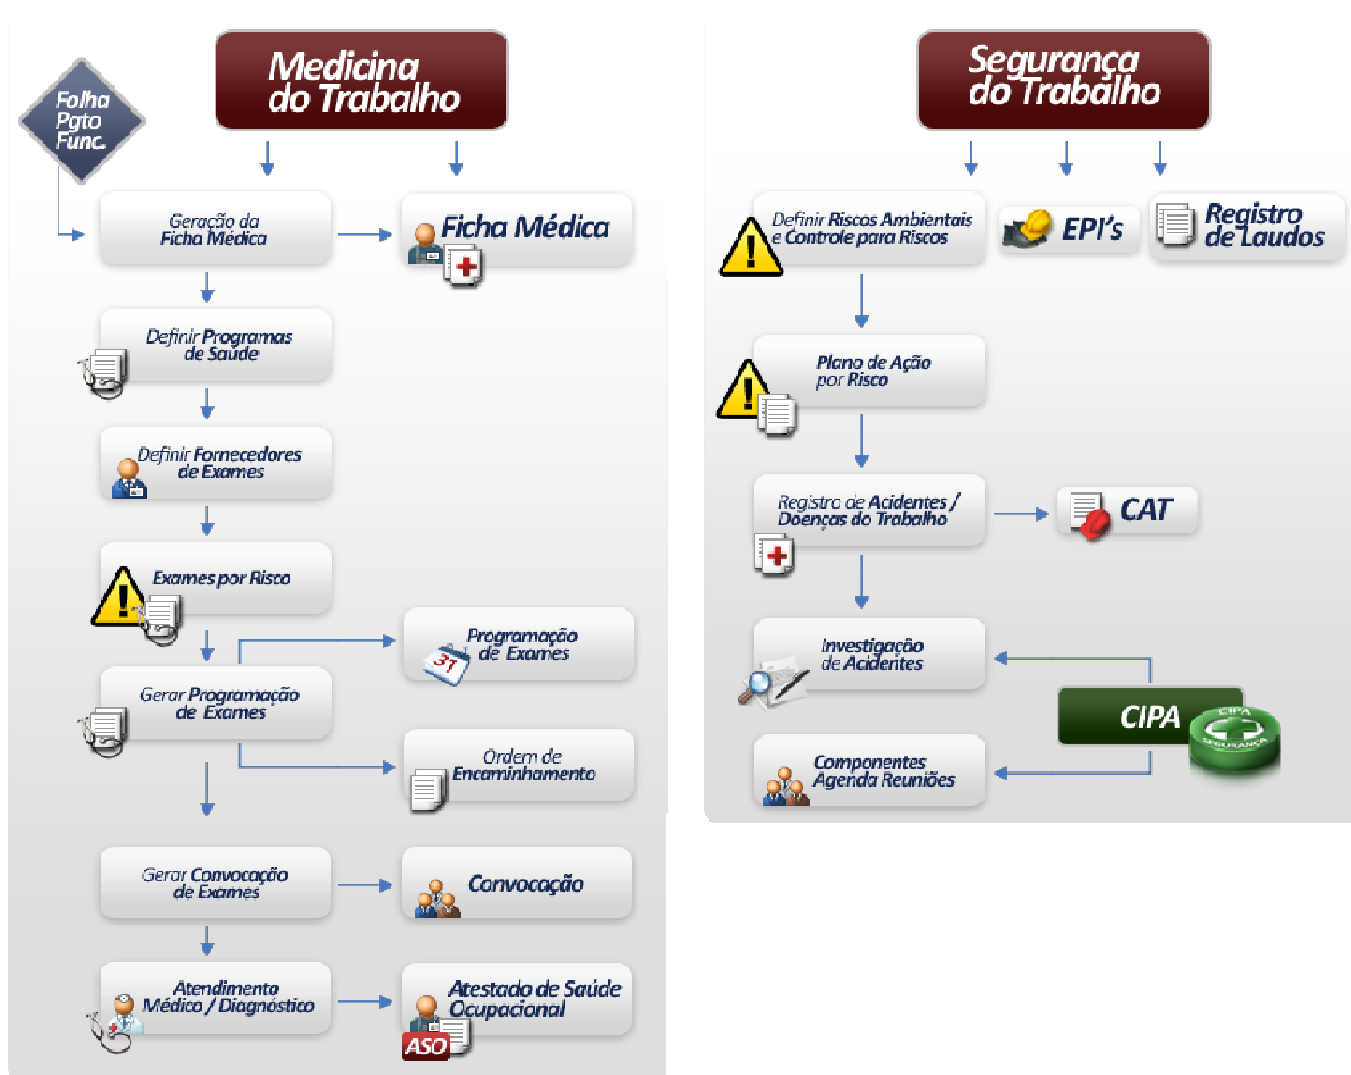 Medicina
do Trabalho
Folha
Pgto
Func.
Geração da
Ficha Médica
Ficha Médica
Definir Programas
de Saúde
Definir Fornecedores
de Exames
Exames por Risco
Programação
de Exames
31
Gerar Programação
de Exames
Ordem de
Encaminhamento
Gerar Convocação
de Exames
Convocação
Atendimento
Médico / Diagnóstico
Atestado de Saúde
Ocupacional
ASO
Segurança
do Trabalho
Definir Riscos Ambientais
e Controle para Riscos
EPI's
Registro
de Laudos
Plano de Ação
por Risco
Registro de Acidentes /
Doenças do Trabalho
CAT
Investigação
de Acidentes
CIPA
CIPA
SEGURANÇA
Componentes
Agenda Reuniões